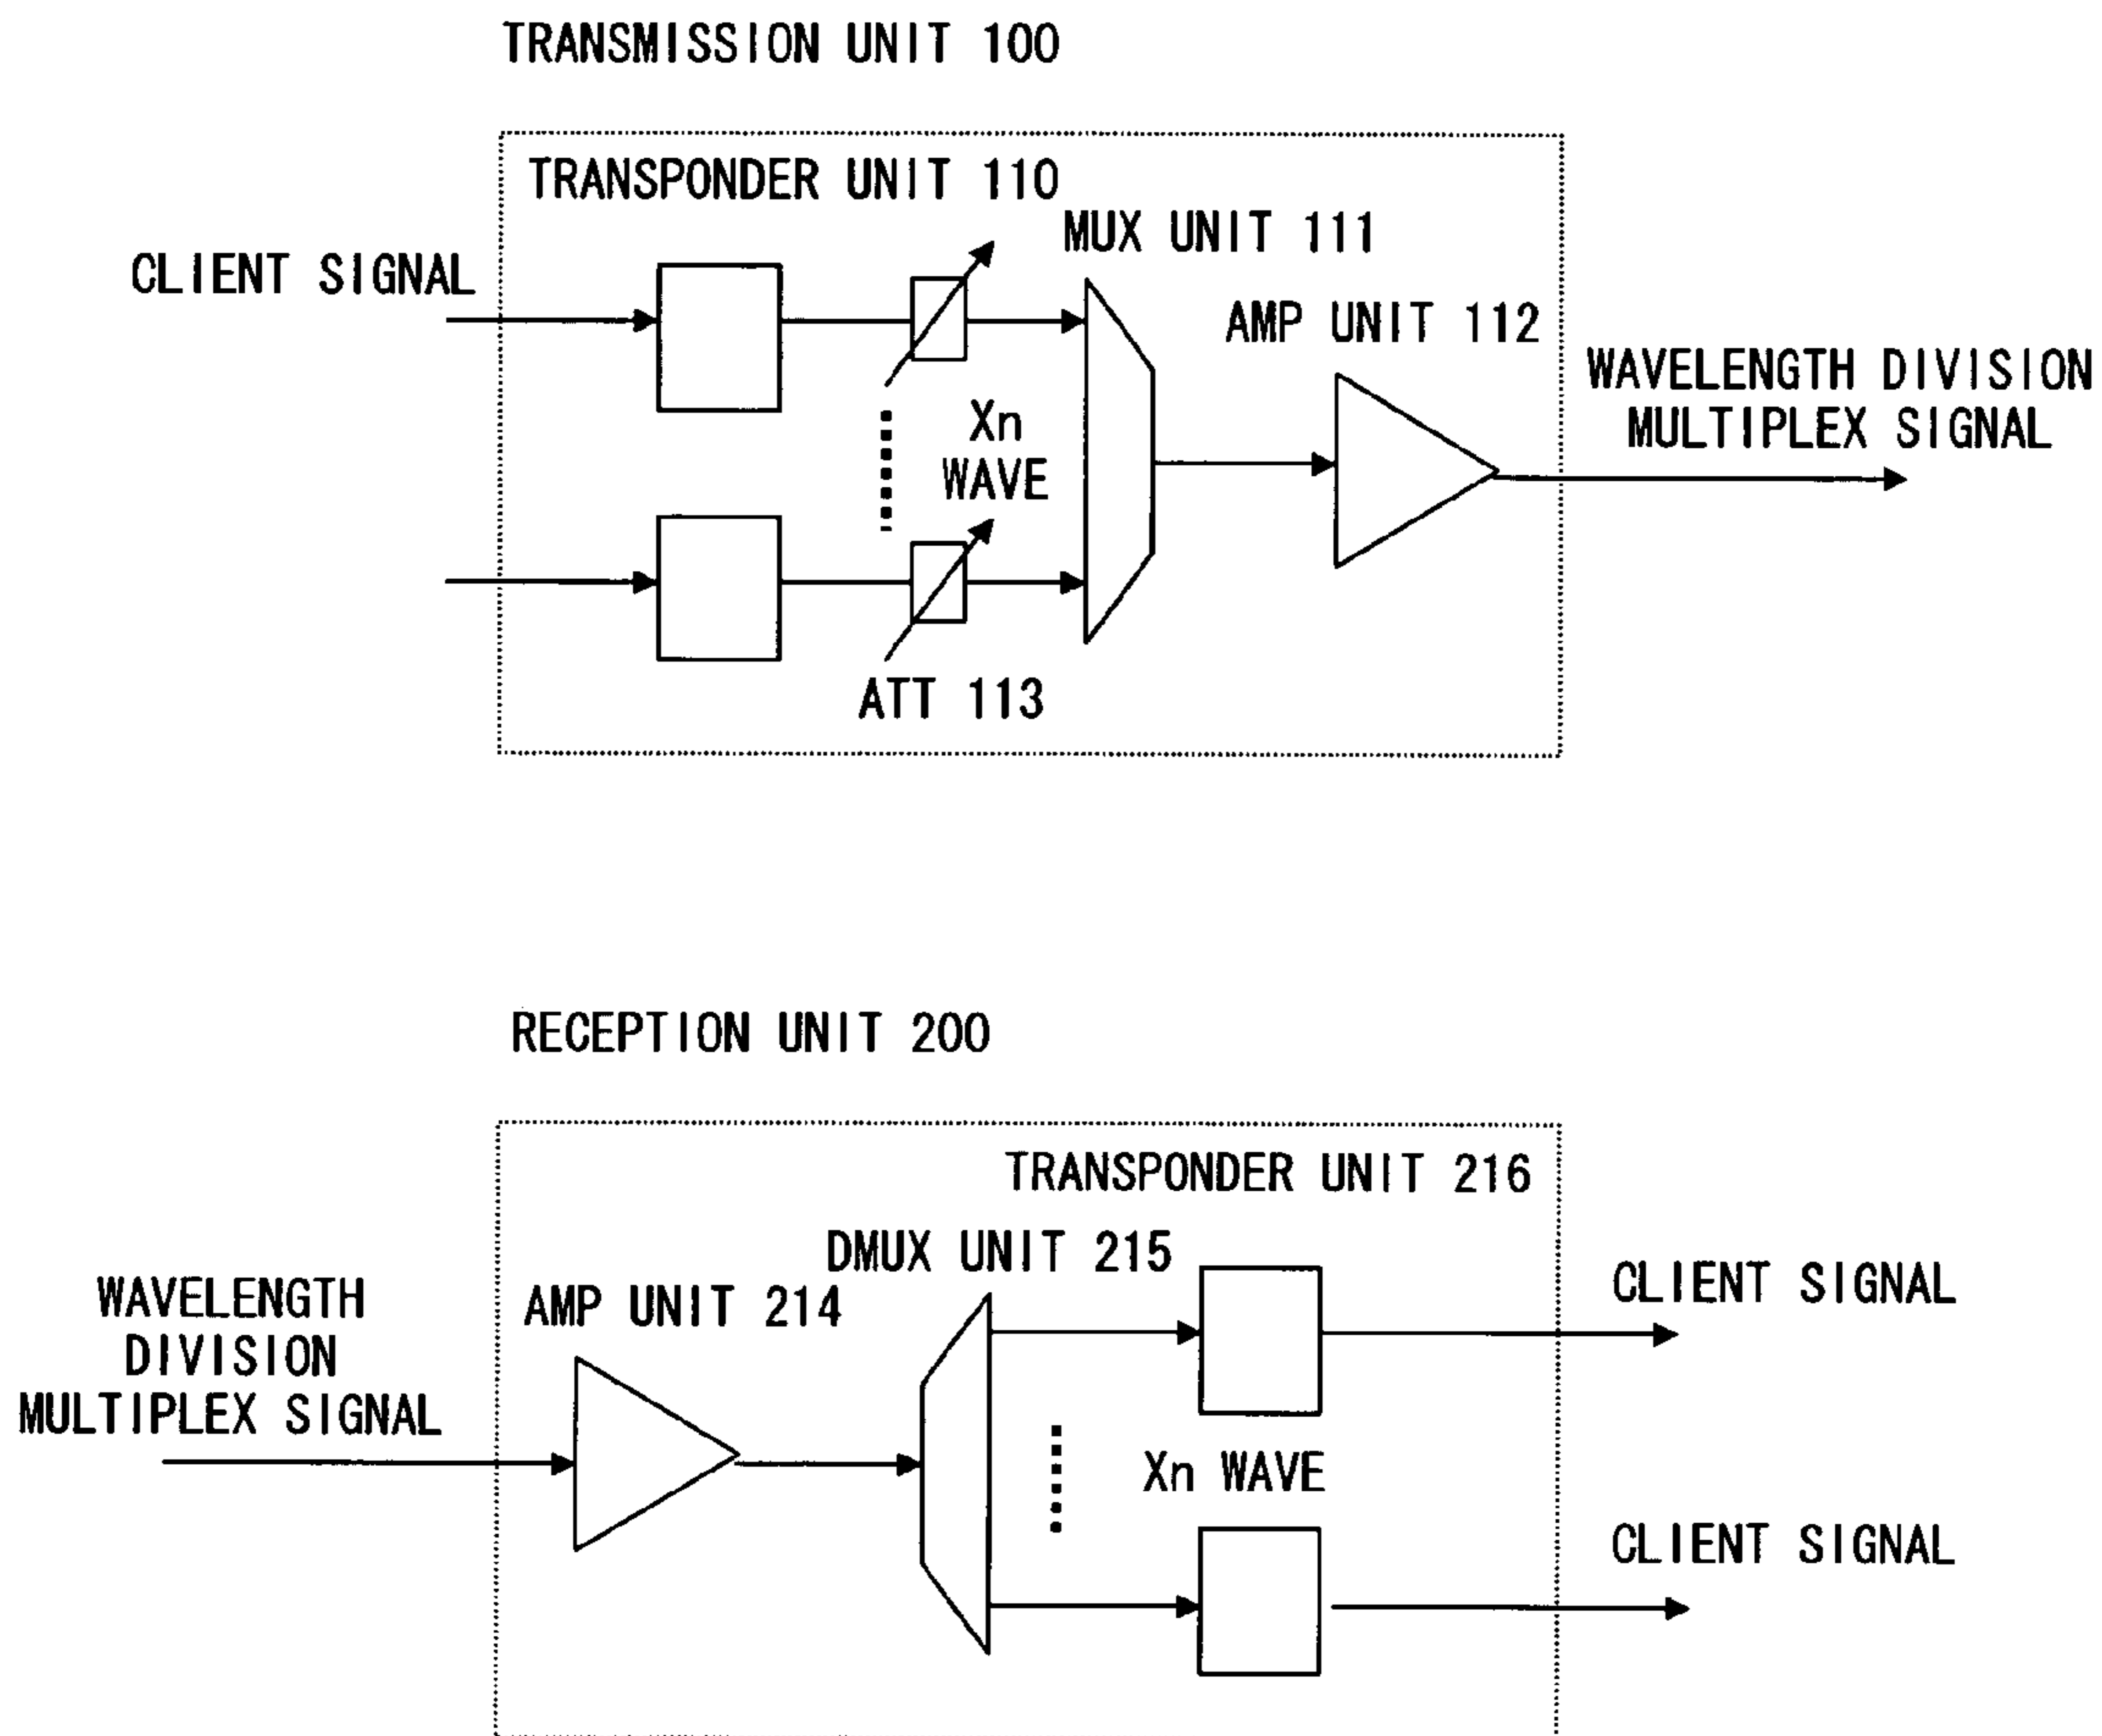 TRANSMISSION UNIT 100
TRANSPONDER UNIT 110
MUX UNIT 111
CLIENT SIGNAL
AMP UNIT 112
WAVELENGTH DIVISION
MULTIPLEX SIGNAL
Xn
WAVE
ATT 113
RECEPTION UNIT 200
TRANSPONDER UNIT 216
DMUX UNIT 215
CLIENT SIGNAL
WAVELENGTH
DIVISION
MULTIPLEX SIGNAL
AMP UNIT 214
Xn WAVE
CLIENT SIGNAL